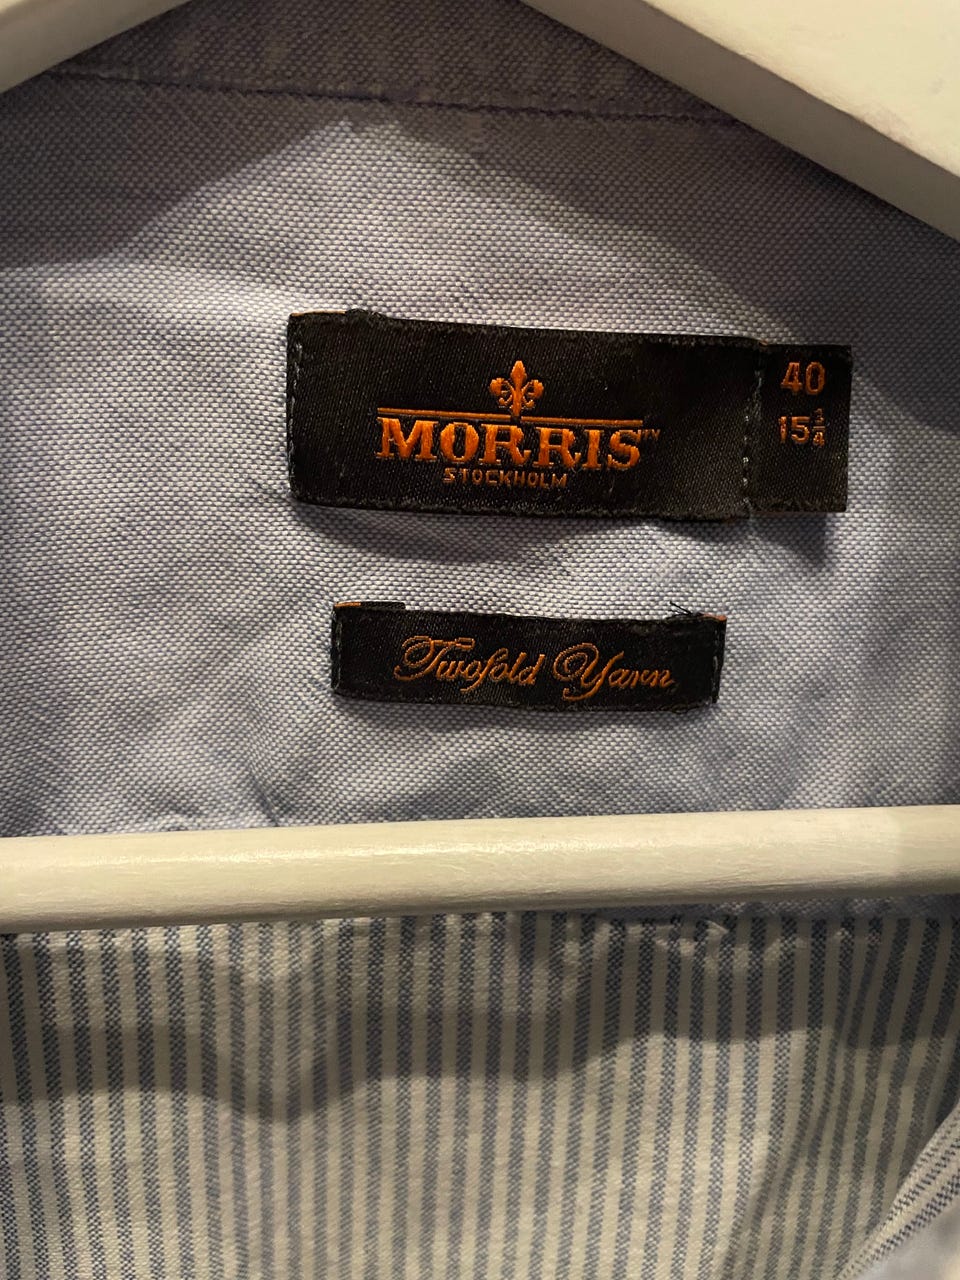 MORRIS™
STOCKHOLM
40
15¾
Twofold Yarn